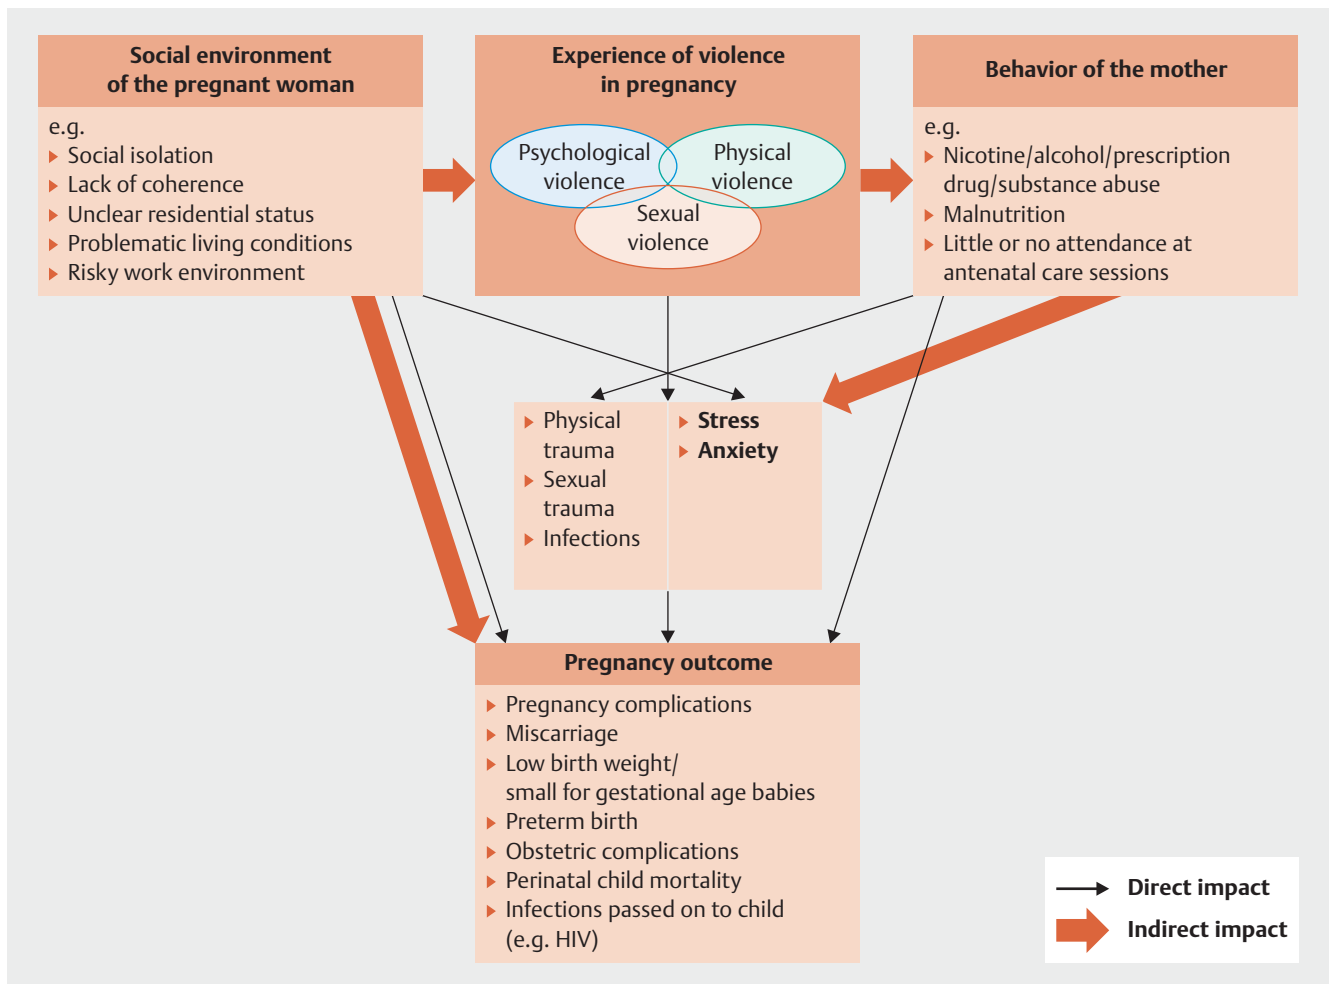 Social environment
of the pregnant woman
e.g.
Social isolation
Lack of coherence
Unclear residential status
Problematic living conditions
Risky work environment
Experience of violence
in pregnancy
Psychological
violence
Physical
violence
Sexual
violence
Behavior of the mother
e.g.
Nicotine/alcohol/prescription
drug/substance abuse
Malnutrition
Little or no attendance at
antenatal care sessions
Physical
trauma
Sexual
trauma
Infections
Stress
Anxiety
Pregnancy outcome
Pregnancy complications
Miscarriage
Low birth weight/
small for gestational age babies
Preterm birth
Obstetric complications
Perinatal child mortality
Infections passed on to child
(e.g. HIV)
Direct impact
Indirect impact